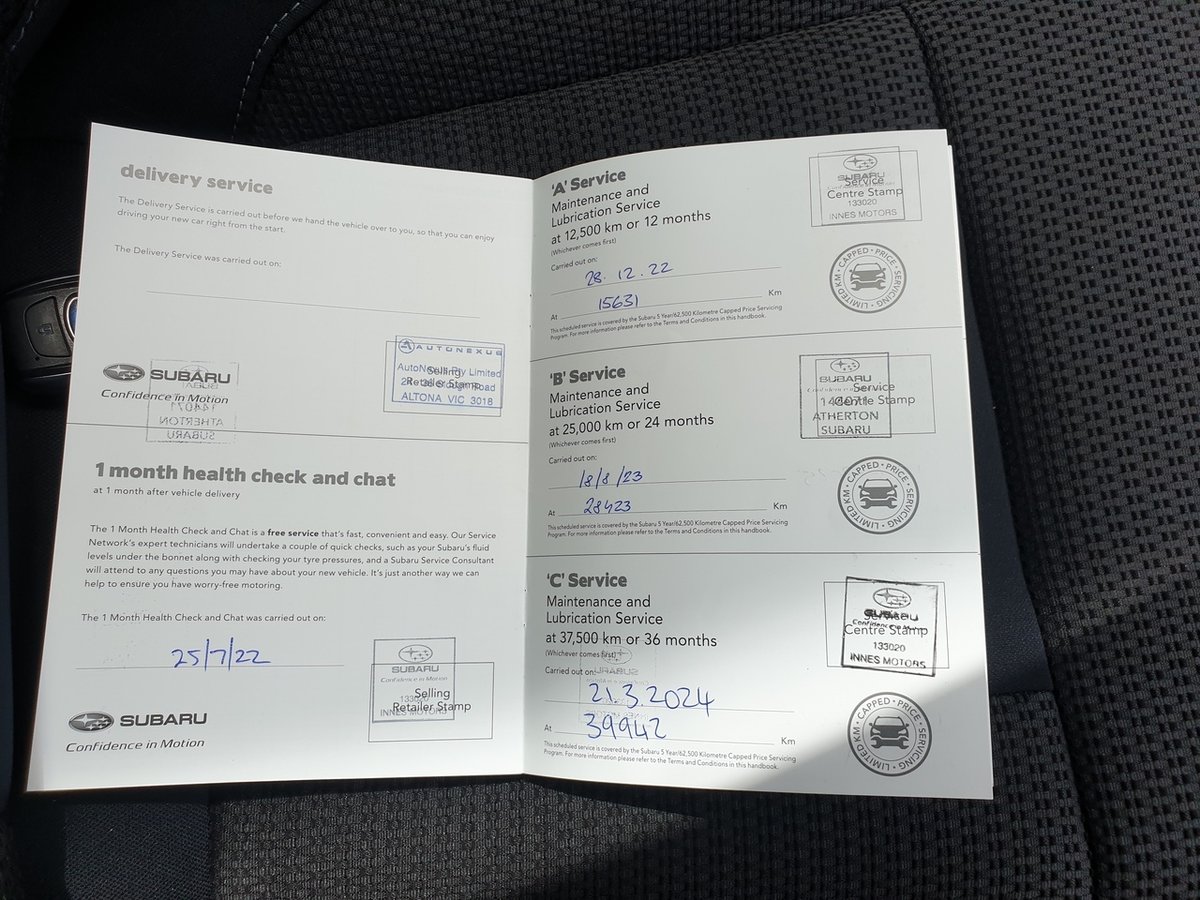 delivery service
The Delivery Service is carried out before we hand the vehicle over to you, so that you can enjoy
driving your new car right from the start.
The Delivery Service was carried out on:
AUTONEXUS
AutoNexus Pty Limited
Selling
Retailer Stamp
ALTONA VIC 3018
SUBARU
Confidence in Motion
144071
ATHERTON
SUBARU
1 month health check and chat
at 1 month after vehicle delivery
The 1 Month Health Check and Chat is a free service that's fast, convenient and easy. Our Service
Network's expert technicians will undertake a couple of quick checks, such as your Subaru's fluid
levels under the bonnet along with checking your tyre pressures, and a Subaru Service Consultant
will attend to any questions you may have about your new vehicle. It's just another way we can
help to ensure you have worry-free motoring.
The 1 Month Health Check and Chat was carried out on:
25/7/22
SUBARU
Confidence in Motion
133020
Selling
Retailer Stamp
INNES MOTORS
SUBARU
Confidence in Motion
'A' Service
Maintenance and
Lubrication Service
at 12,500 km or 12 months
(Whichever comes first)
Carried out on:
28.12.22
At 15631 Km
This scheduled service is covered by the Subaru 5 Year/62,500 Kilometre Capped Price Servicing
Program. For more information please refer to the Terms and Conditions in this handbook.
SUBARU
Service
Centre Stamp
133020
INNES MOTORS
CAPPED • PRICE • SERVICING • LIMITED KM •
'B' Service
Maintenance and
Lubrication Service
at 25,000 km or 24 months
(Whichever comes first)
Carried out on:
18/8/23
At 28423 Km
This scheduled service is covered by the Subaru 5 Year/62,500 Kilometre Capped Price Servicing
Program. For more information please refer to the Terms and Conditions in this handbook.
SUBARU
Service
Centre Stamp
144071
ATHERTON
SUBARU
CAPPED • PRICE • SERVICING • LIMITED KM •
'C' Service
Maintenance and
Lubrication Service
at 37,500 km or 36 months
(Whichever comes first)
Carried out on:
21.3.2024
At 39942 Km
This scheduled service is covered by the Subaru 5 Year/62,500 Kilometre Capped Price Servicing
Program. For more information please refer to the Terms and Conditions in this handbook.
SUBARU
Service
Confidence in Motion
Centre Stamp
133020
INNES MOTORS
CAPPED • PRICE • SERVICING • LIMITED KM •